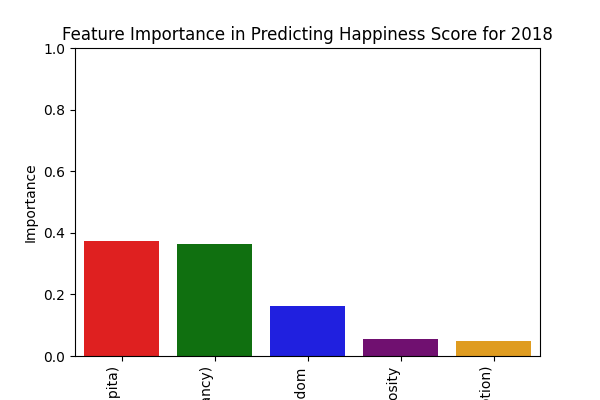 Feature Importance in Predicting Happiness Score for 2018
1.0
0.8
0.6
0.4
0.2
0.0
Importance
pita)
ancy)
dom
osity
tion)